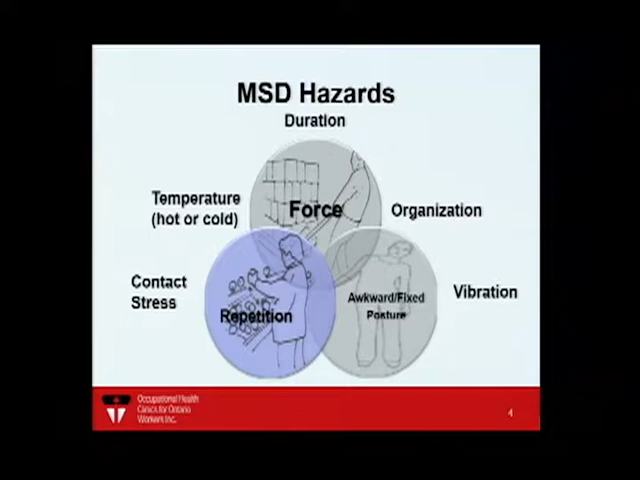 MSD Hazards
Duration
Temperature
(hot or cold)
Force
Organization
Contact
Stress
Repetition
Awkward/Fixed
Posture
Vibration
Occupational Health
Clinics for Ontario
Workers Inc.
4